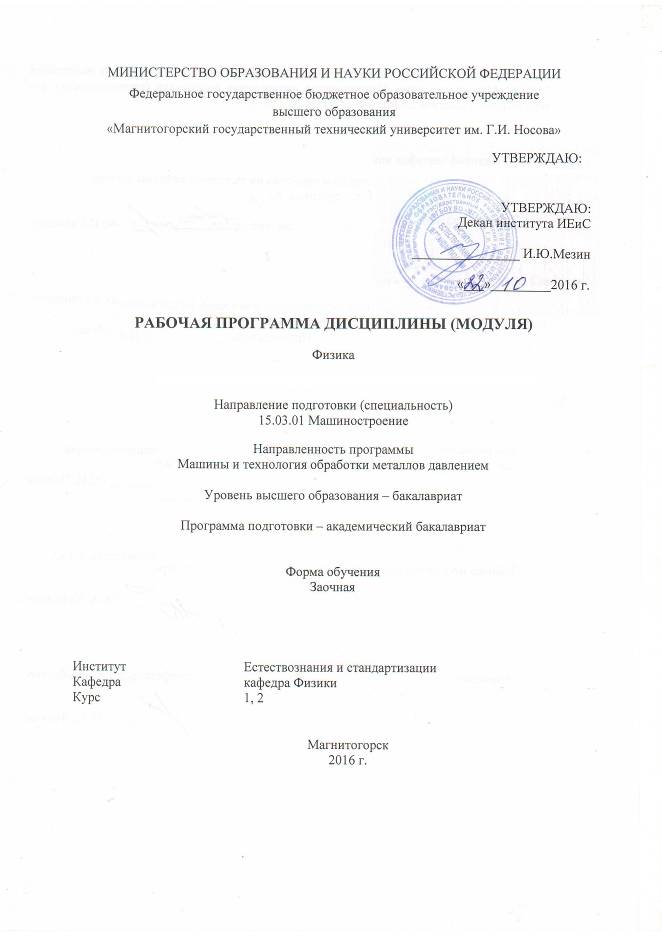 МИНИСТЕРСТВО ОБРАЗОВАНИЯ И НАУКИ РОССИЙСКОЙ ФЕДЕРАЦИИ
Федеральное государственное бюджетное образовательное учреждение
высшего образования
«Магнитогорский государственный технический университет им. Г.И. Носова»
УТВЕРЖДАЮ:
УТВЕРЖДАЮ:
Декан института ИЕиС
И.Ю.Мезин
«22» 10 2016 г.
РАБОЧАЯ ПРОГРАММА ДИСЦИПЛИНЫ (МОДУЛЯ)
Физика
Направление подготовки (специальность)
15.03.01 Машиностроение
Направленность программы
Машины и технология обработки металлов давлением
Уровень высшего образования – бакалавриат
Программа подготовки – академический бакалавриат
Форма обучения
Заочная
Институт Естествознания и стандартизации
Кафедра кафедра Физики
Курс 1, 2
Магнитогорск
2016 г.